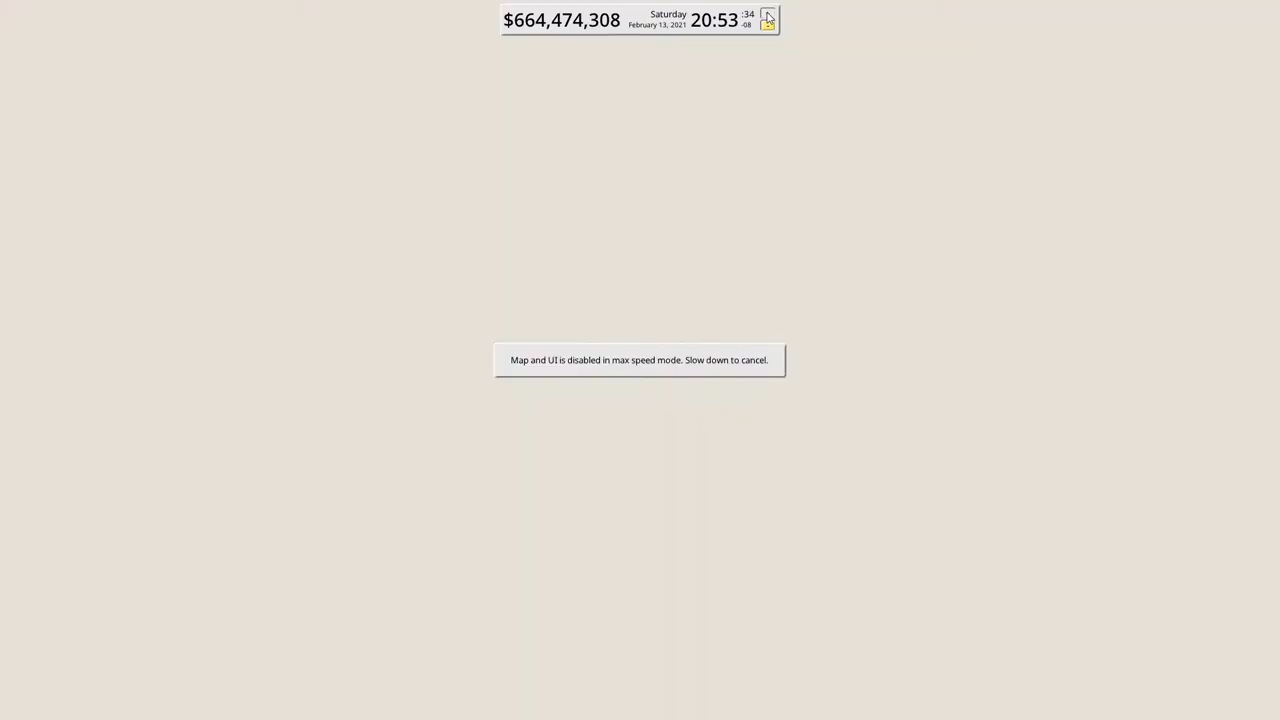 $664,474,308 Saturday 20:53 :34
February 13, 2021 -08
Map and UI is disabled in max speed mode. Slow down to cancel.